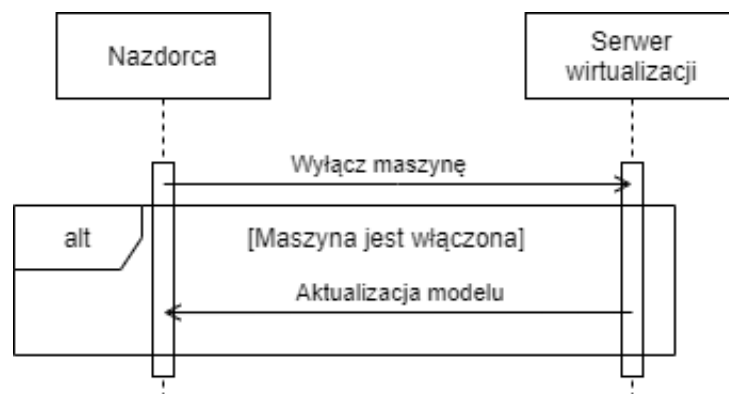 Nazdorca
Serwer
wirtualizacji
Wyłącz maszynę
alt
[Maszyna jest włączona]
Aktualizacja modelu